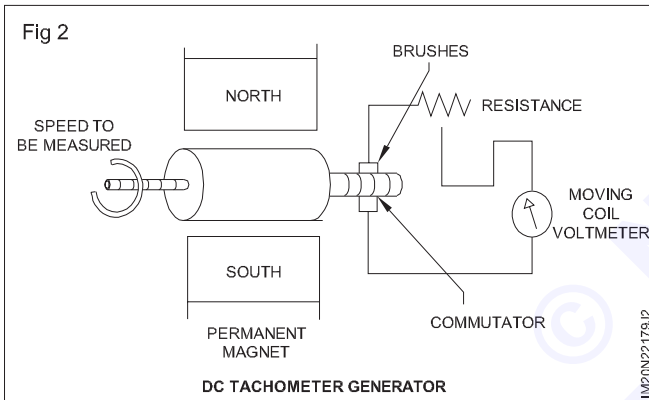 Fig 2
BRUSHES
NORTH
RESISTANCE
SPEED TO
BE MEASURED
MOVING
COIL
VOLTMETER
SOUTH
COMMUTATOR
PERMANENT
MAGNET
DC TACHOMETER GENERATOR
IM20N22179J2